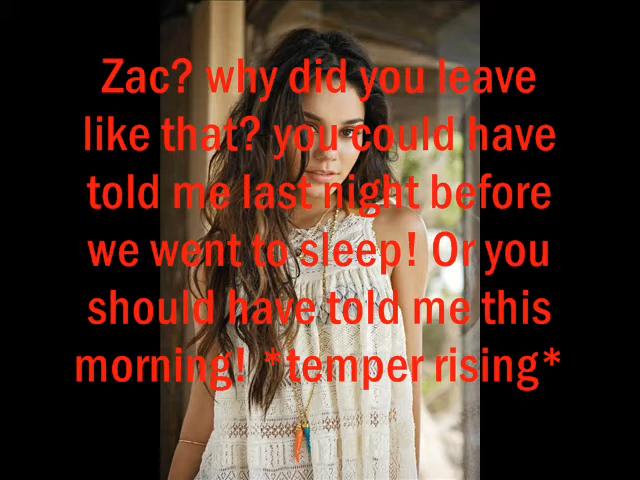 Zac? why did you leave
like that? you could have
told me last night before
we went to sleep! Or you
should have told me this
morning! *temper rising*